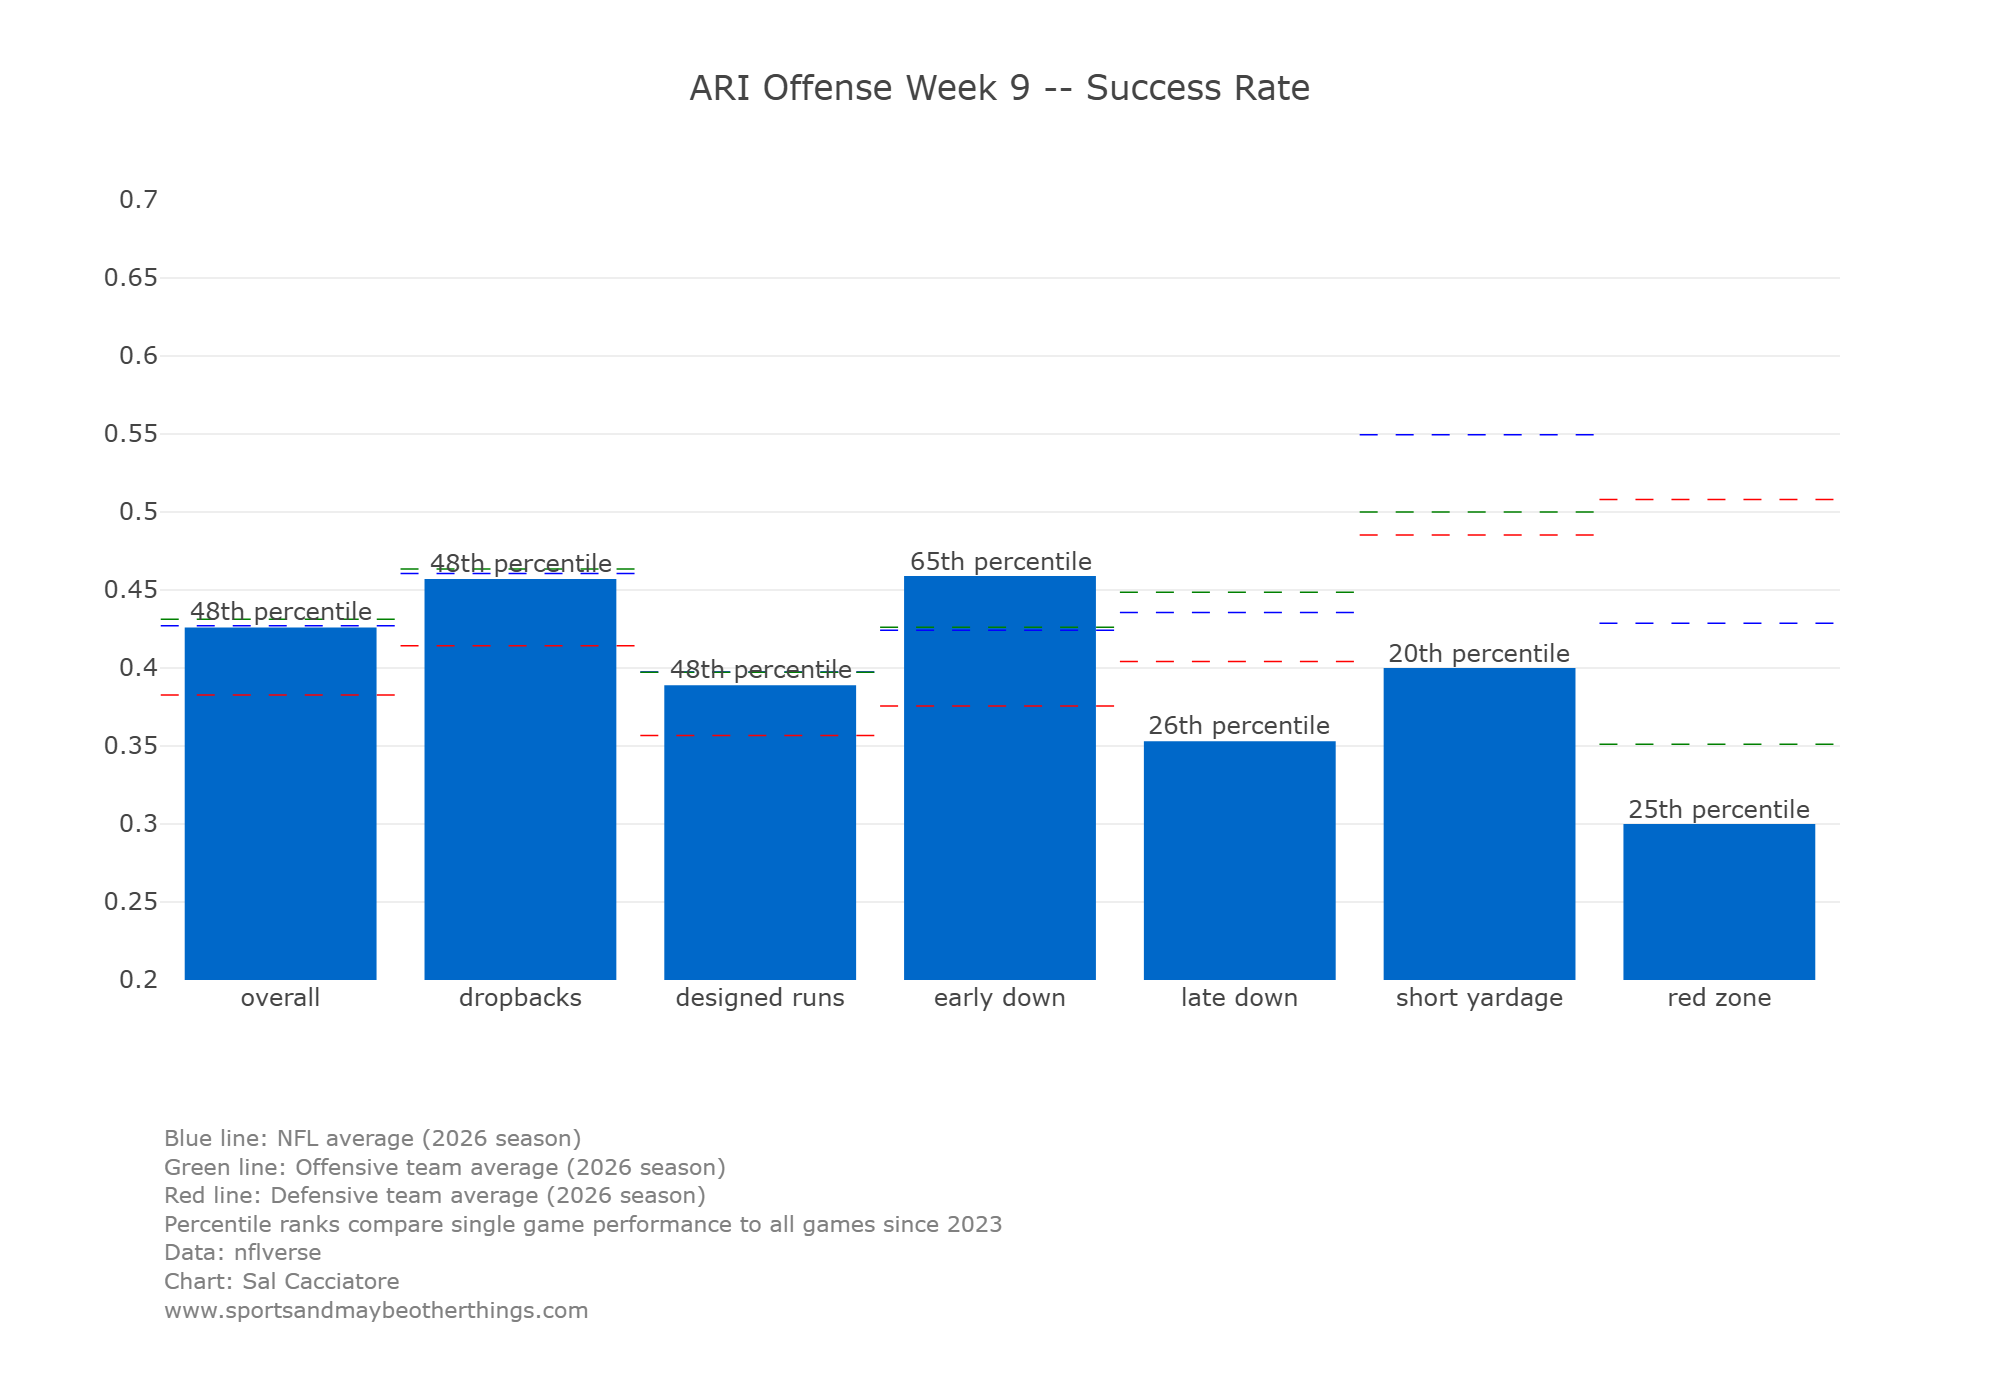 ARI Offense Week 9 -- Success Rate
0.7
0.65
0.6
0.55
0.5
0.45
0.4
0.35
0.3
0.25
0.2
48th percentile
48th percentile
48th percentile
65th percentile
26th percentile
20th percentile
25th percentile
overall
dropbacks
designed runs
early down
late down
short yardage
red zone
Blue line: NFL average (2026 season)
Green line: Offensive team average (2026 season)
Red line: Defensive team average (2026 season)
Percentile ranks compare single game performance to all games since 2023
Data: nflverse
Chart: Sal Cacciatore
www.sportsandmaybeotherthings.com